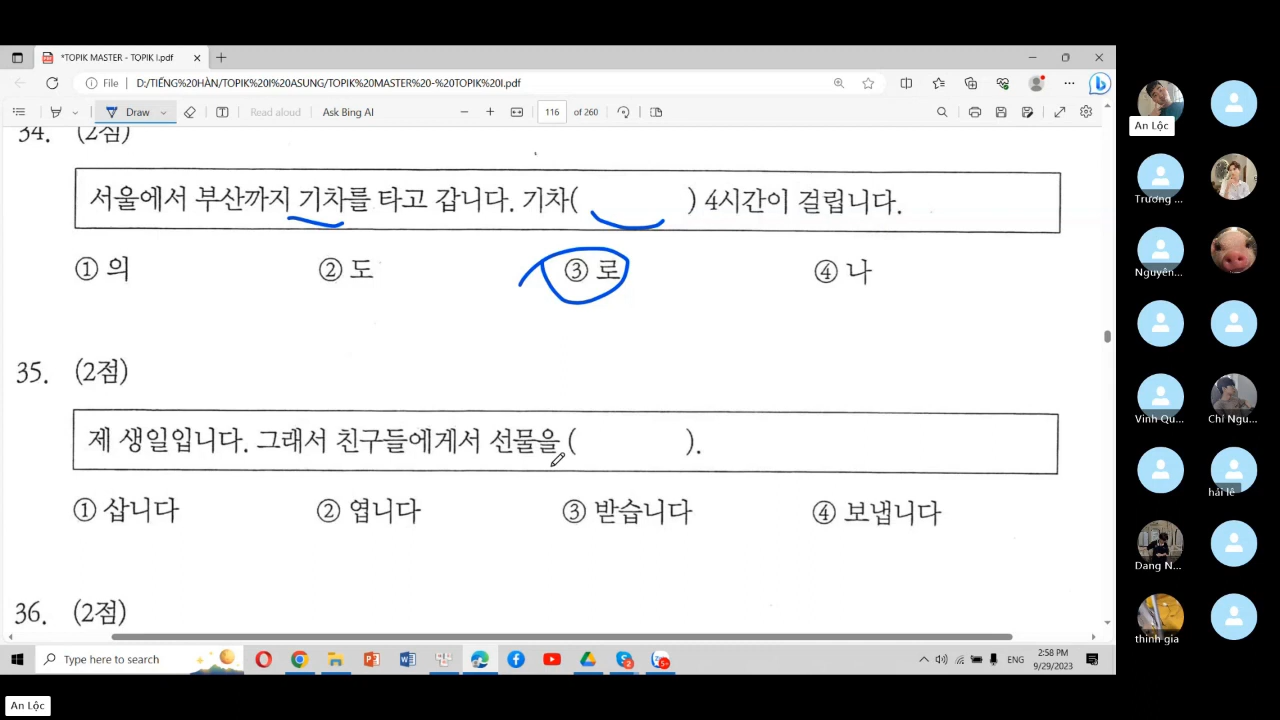 *TOPIK MASTER - TOPIK I.pdf
File D:/TIẾNG%20HÀN/TOPIK%20I%20ASUNG/TOPIK%20MASTER%20-%20TOPIK%20I.pdf
Draw Read aloud Ask Bing AI 116 of 260
34. (2점)
서울에서 부산까지 기차를 타고 갑니다. 기차( ) 4시간이 걸립니다.
① 의 ② 도 ③ 로 ④ 나
35. (2점)
제 생일입니다. 그래서 친구들에게서 선물을 ( ).
① 삽니다 ② 엽니다 ③ 받습니다 ④ 보냅니다
36. (2점)
Type here to search
ENG
2:58 PM
9/29/2023
An Lộc
Trương ...
Nguyên...
Vinh Qu...
Chỉ Ngu...
hải lê
Dang N...
thinh gia
An Lộc